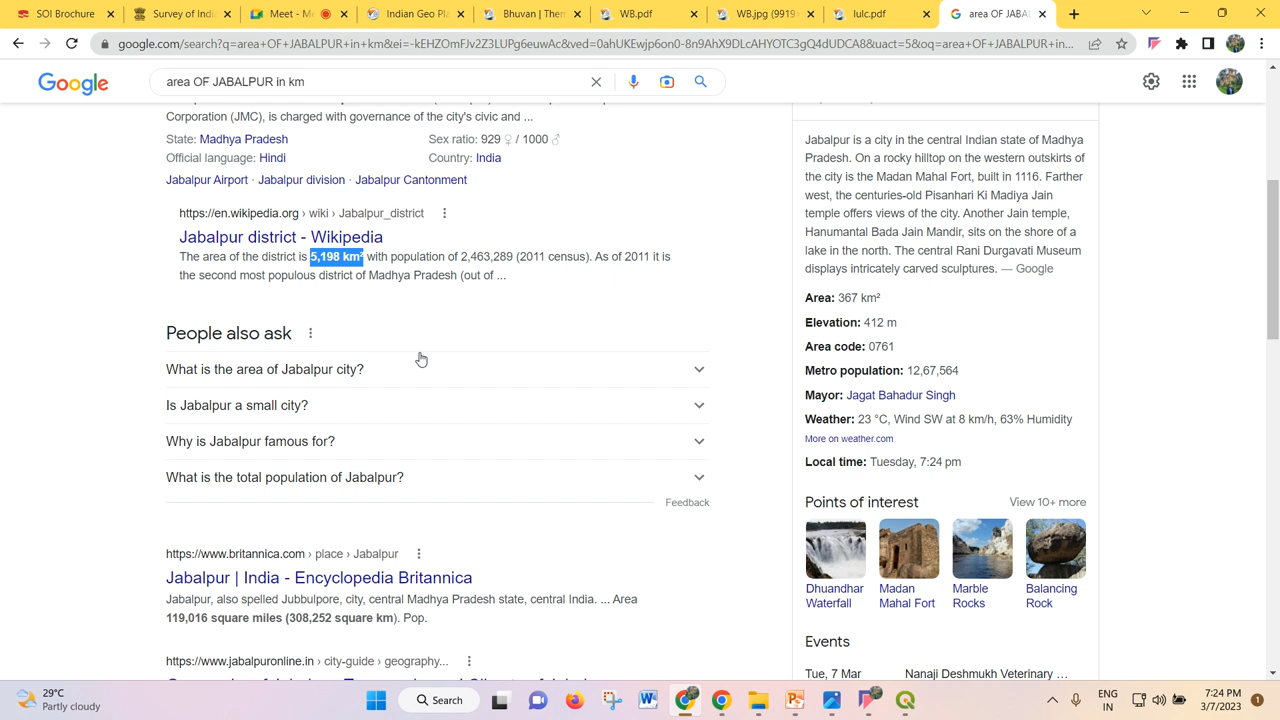 SOI Brochure
Survey of Indi
Meet - M
Indian Geo Pla
Bhuvan | Them
WB.pdf
WB.jpg (9919×
lulc.pdf
area OF JABAL
google.com/search?q=area+OF+JABALPUR+in+km&ei=-kEHZO...
Google
area OF JABALPUR in km
Corporation (JMC), is charged with governance of the city's civic and ...
State: Madhya Pradesh
Sex ratio: 929 ♀ / 1000 ♂
Official language: Hindi
Country: India
Jabalpur Airport · Jabalpur division · Jabalpur Cantonment
https://en.wikipedia.org › wiki › Jabalpur_district
Jabalpur district - Wikipedia
The area of the district is 5,198 km² with population of 2,463,289 (2011 census). As of 2011 it is
the second most populous district of Madhya Pradesh (out of ...
People also ask
What is the area of Jabalpur city?
Is Jabalpur a small city?
Why is Jabalpur famous for?
What is the total population of Jabalpur?
Feedback
https://www.britannica.com › place › Jabalpur
Jabalpur | India - Encyclopedia Britannica
Jabalpur, also spelled Jubbulpore, city, central Madhya Pradesh state, central India. ... Area
119,016 square miles (308,252 square km). Pop.
https://www.jabalpuronline.in › city-guide › geography...
Jabalpur is a city in the central Indian state of Madhya
Pradesh. On a rocky hilltop on the western outskirts of
the city is the Madan Mahal Fort, built in 1116. Farther
west, the centuries-old Pisanhari Ki Madiya Jain
temple offers views of the city. Another Jain temple,
Hanumantal Bada Jain Mandir, sits on the shore of a
lake in the north. The central Rani Durgavati Museum
displays intricately carved sculptures. — Google
Area: 367 km²
Elevation: 412 m
Area code: 0761
Metro population: 12,67,564
Mayor: Jagat Bahadur Singh
Weather: 23 °C, Wind SW at 8 km/h, 63% Humidity
More on weather.com
Local time: Tuesday, 7:24 pm
Points of interest
View 10+ more
Dhuandhar
Waterfall
Madan
Mahal Fort
Marble
Rocks
Balancing
Rock
Events
Tue, 7 Mar
Nanaji Deshmukh Veterinary ...
29°C
Partly cloudy
Search
ENG
IN
7:24 PM
3/7/2023
1